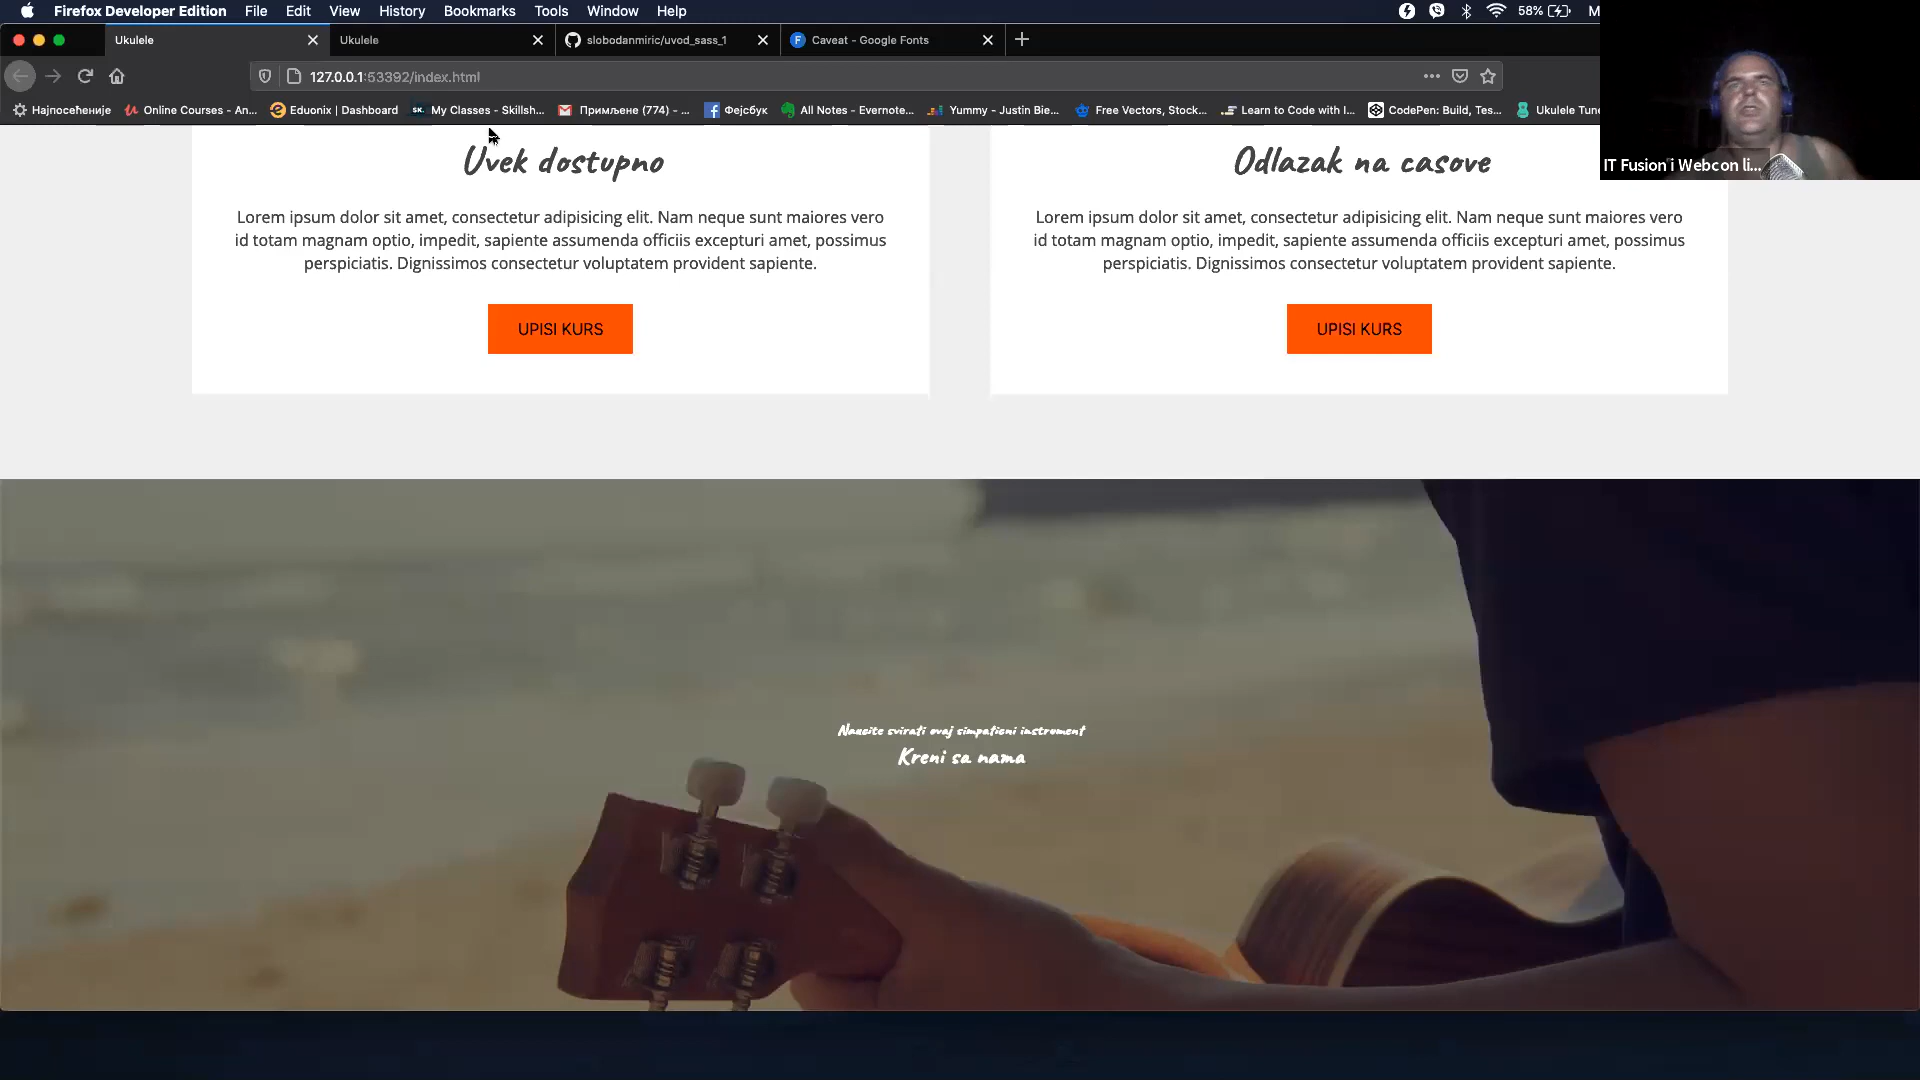 Firefox Developer Edition File Edit View History Bookmarks Tools Window Help 58% M
Ukulele Ukulele slobodanmiric/uvod_sass_1 Caveat - Google Fonts
127.0.0.1:53392/index.html
Најпосећеније Online Courses - An... Eduonix | Dashboard SK. My Classes - Skillsh... Примљене (774) - ... Фејсбук All Notes - Evernote... Yummy - Justin Bie... Free Vectors, Stock... Learn to Code with I... CodePen: Build, Tes... Ukulele Tune
IT Fusion i Webcon li...
Uvek dostupno
Lorem ipsum dolor sit amet, consectetur adipisicing elit. Nam neque sunt maiores vero
id totam magnam optio, impedit, sapiente assumenda officiis excepturi amet, possimus
perspiciatis. Dignissimos consectetur voluptatem provident sapiente.
UPISI KURS
Odlazak na casove
Lorem ipsum dolor sit amet, consectetur adipisicing elit. Nam neque sunt maiores vero
id totam magnam optio, impedit, sapiente assumenda officiis excepturi amet, possimus
perspiciatis. Dignissimos consectetur voluptatem provident sapiente.
UPISI KURS
Naucite svirati ovaj simpaticni instrument
Kreni sa nama